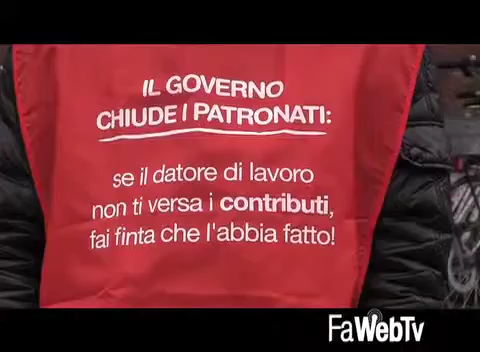 IL GOVERNO
CHIUDE I PATRONATI:
se il datore di lavoro
non ti versa i contributi,
fai finta che l'abbia fatto!
FaWebTv